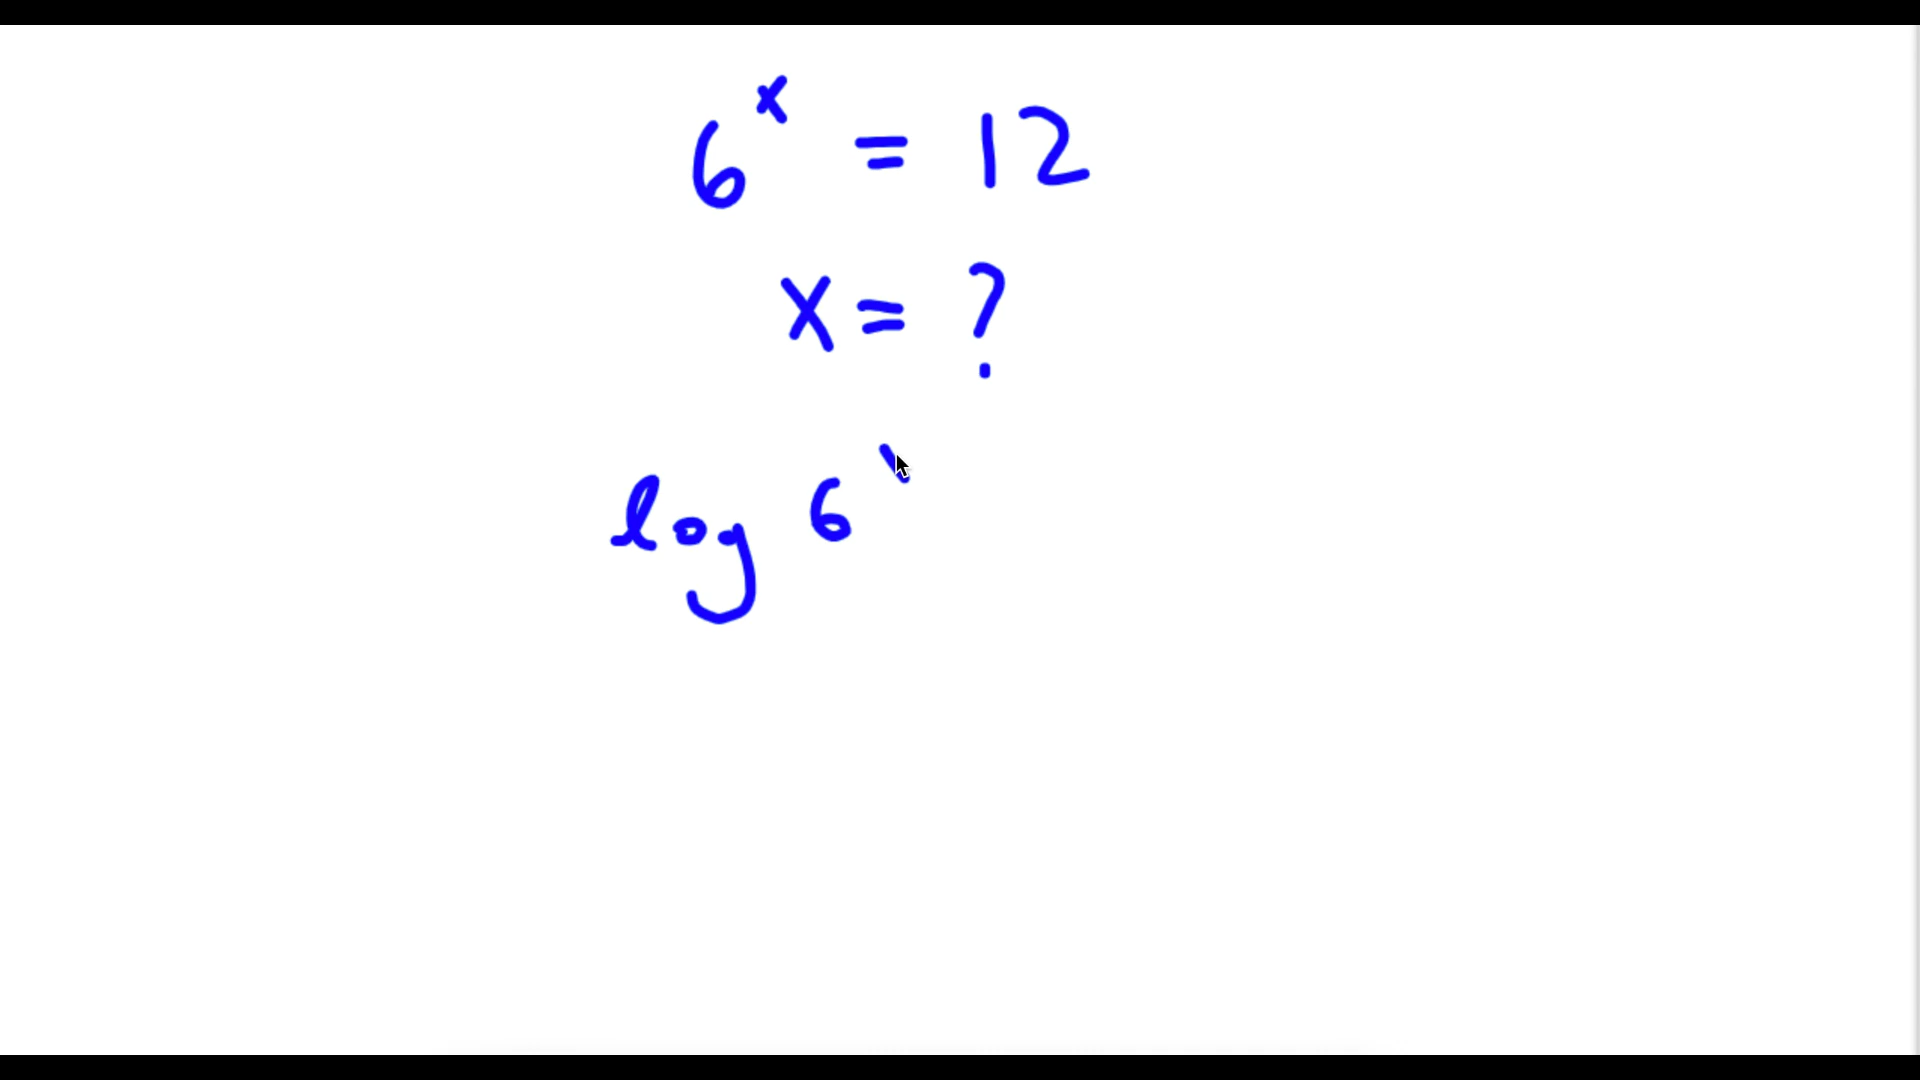 6^x = 12
x = ?
log 6